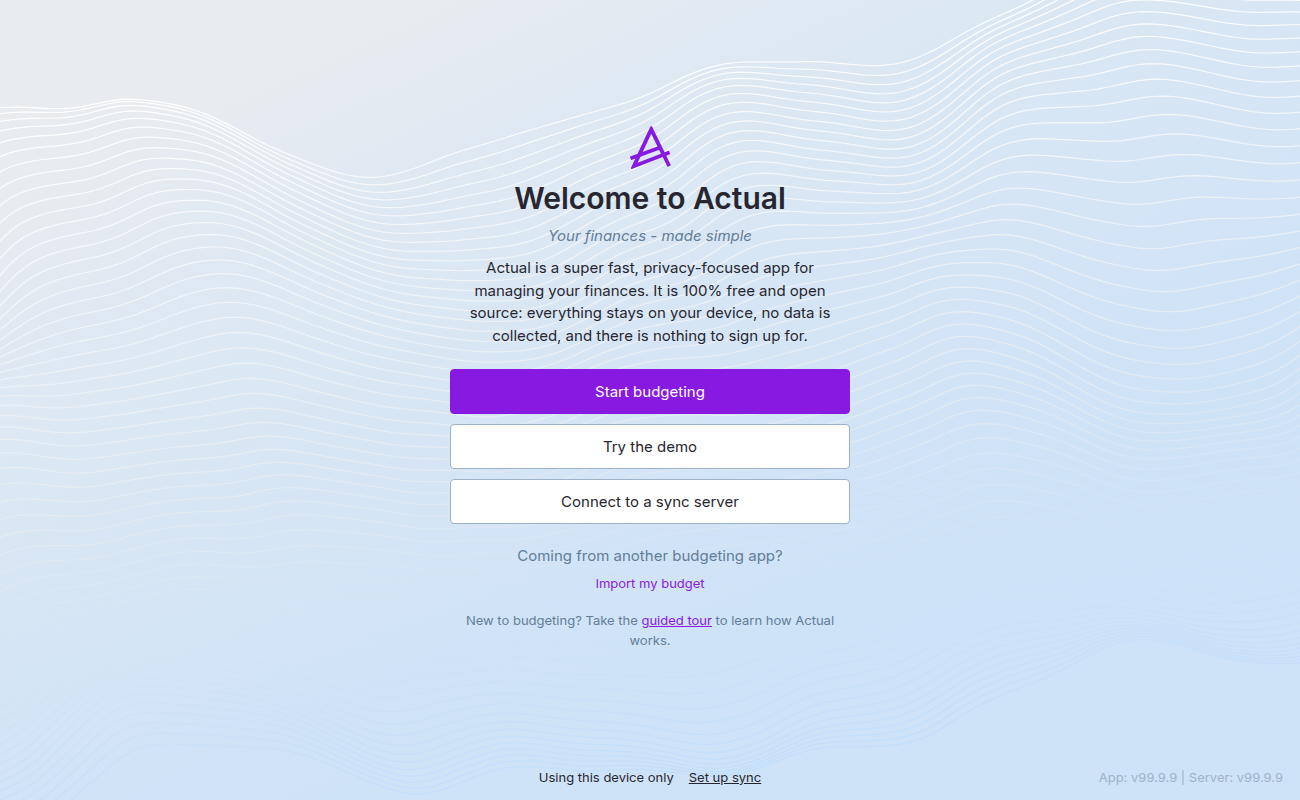 Welcome to Actual
Your finances - made simple
Actual is a super fast, privacy-focused app for
managing your finances. It is 100% free and open
source: everything stays on your device, no data is
collected, and there is nothing to sign up for.
Start budgeting
Try the demo
Connect to a sync server
Coming from another budgeting app?
Import my budget
New to budgeting? Take the guided tour to learn how Actual
works.
Using this device only Set up sync
App: v99.9.9 | Server: v99.9.9